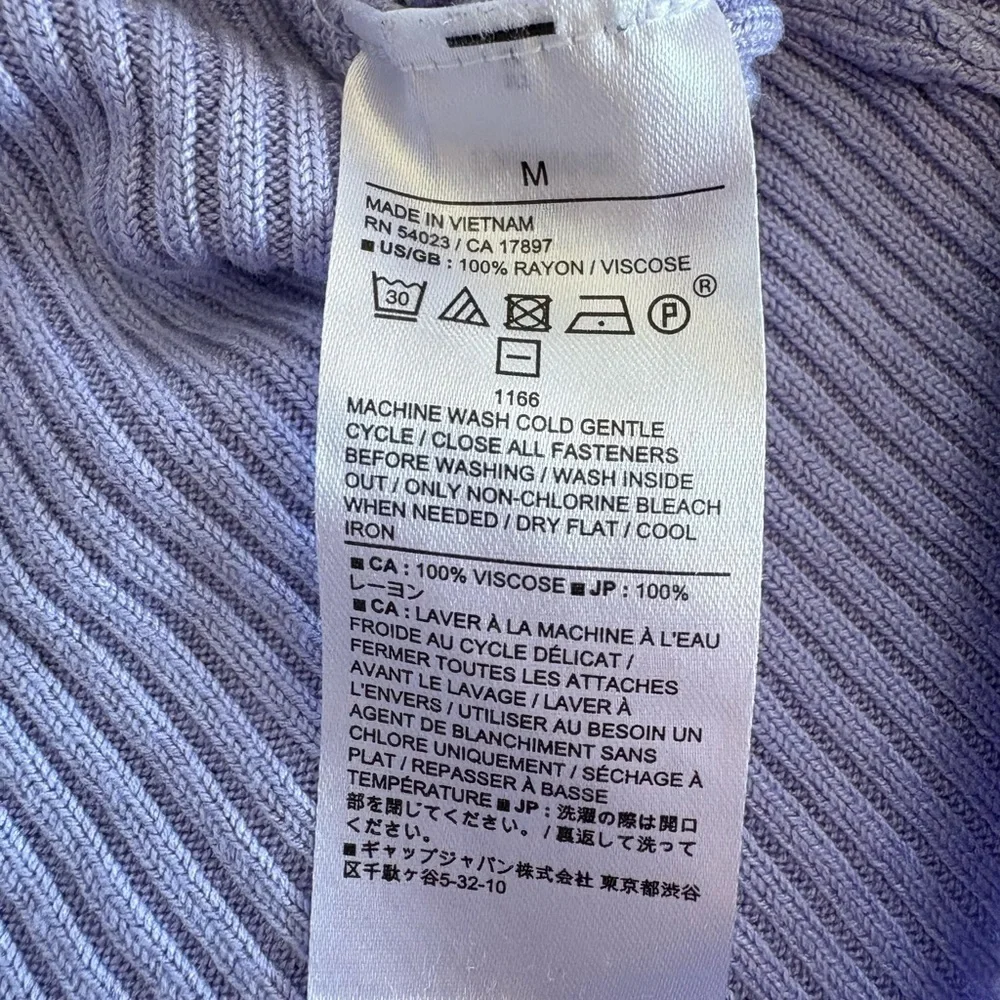 M
MADE IN VIETNAM
RN 54023 / CA 17897
■ US/GB : 100% RAYON / VISCOSE
30 P ®
1166
MACHINE WASH COLD GENTLE
CYCLE / CLOSE ALL FASTENERS
BEFORE WASHING / WASH INSIDE
OUT / ONLY NON-CHLORINE BLEACH
WHEN NEEDED / DRY FLAT / COOL
IRON
■ CA : 100% VISCOSE ■ JP : 100%
レーヨン
■ CA : LAVER À LA MACHINE À L'EAU
FROIDE AU CYCLE DÉLICAT /
FERMER TOUTES LES ATTACHES
AVANT LE LAVAGE / LAVER À
L'ENVERS / UTILISER AU BESOIN UN
AGENT DE BLANCHIMENT SANS
CHLORE UNIQUEMENT / SÉCHAGE À
PLAT / REPASSER À BASSE
TEMPÉRATURE ■ JP : 洗濯の際は開口
部を閉じてください。 / 裏返して洗って
ください。
■ ギャップジャパン株式会社 東京都渋谷
区千駄ヶ谷5-32-10